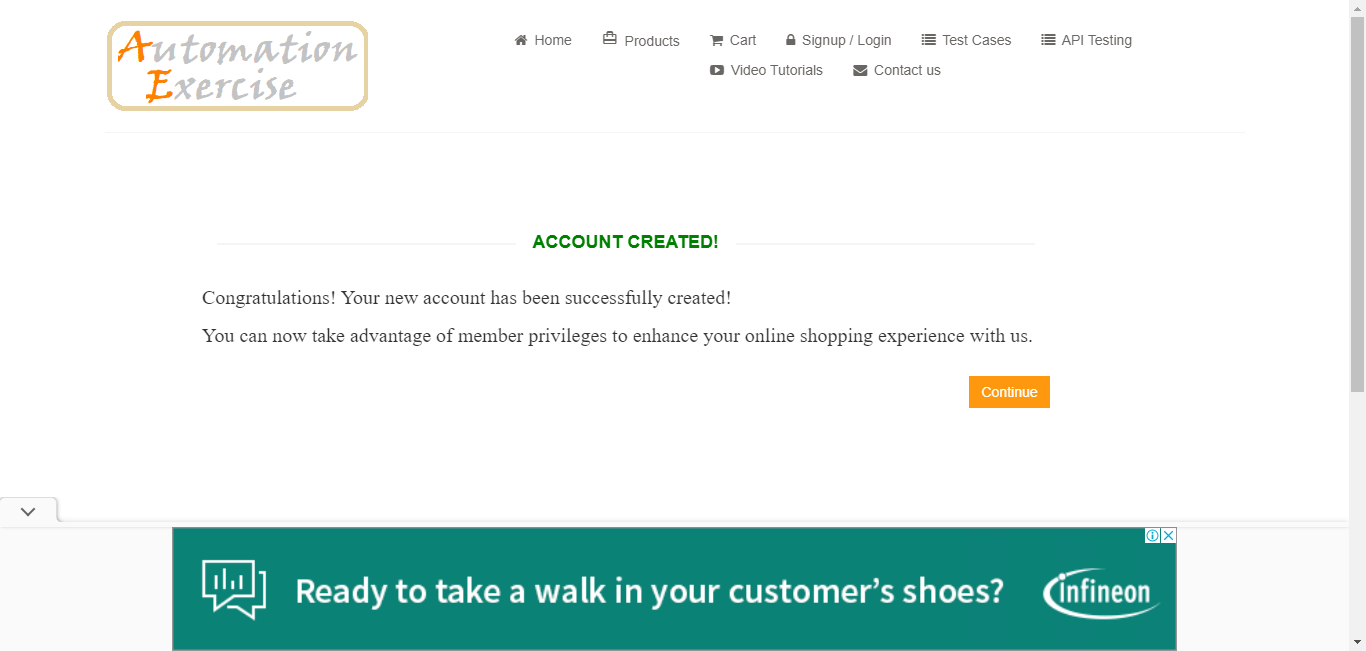 Automation
Exercise
Home
Products
Cart
Signup / Login
Test Cases
API Testing
Video Tutorials
Contact us
ACCOUNT CREATED!
Congratulations! Your new account has been successfully created!
You can now take advantage of member privileges to enhance your online shopping experience with us.
Continue
Ready to take a walk in your customer's shoes?
infineon